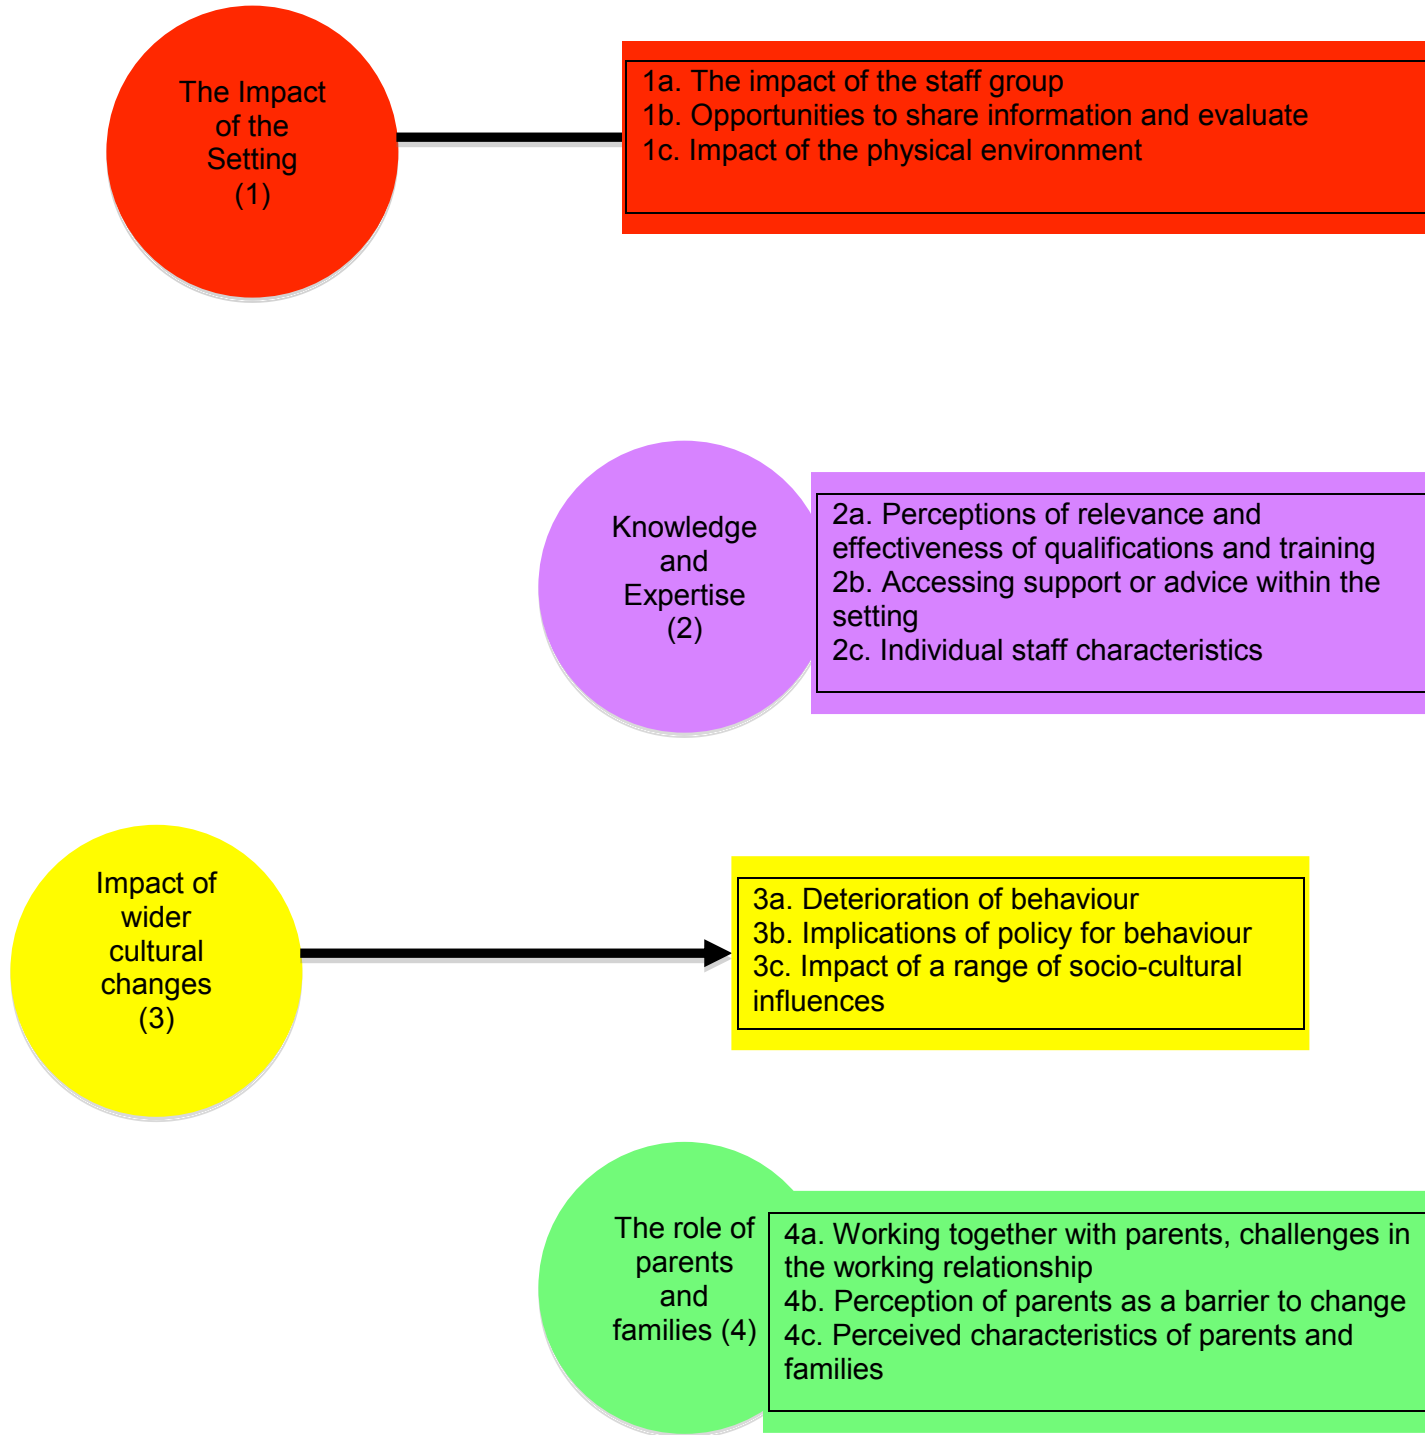 The Impact
of the
Setting
(1)
1a. The impact of the staff group
1b. Opportunities to share information and evaluate
1c. Impact of the physical environment
Knowledge
and
Expertise
(2)
2a. Perceptions of relevance and
effectiveness of qualifications and training
2b. Accessing support or advice within the
setting
2c. Individual staff characteristics
Impact of
wider
cultural
changes
(3)
3a. Deterioration of behaviour
3b. Implications of policy for behaviour
3c. Impact of a range of socio-cultural
influences
The role of
parents
and
families (4)
4a. Working together with parents, challenges in
the working relationship
4b. Perception of parents as a barrier to change
4c. Perceived characteristics of parents and
families